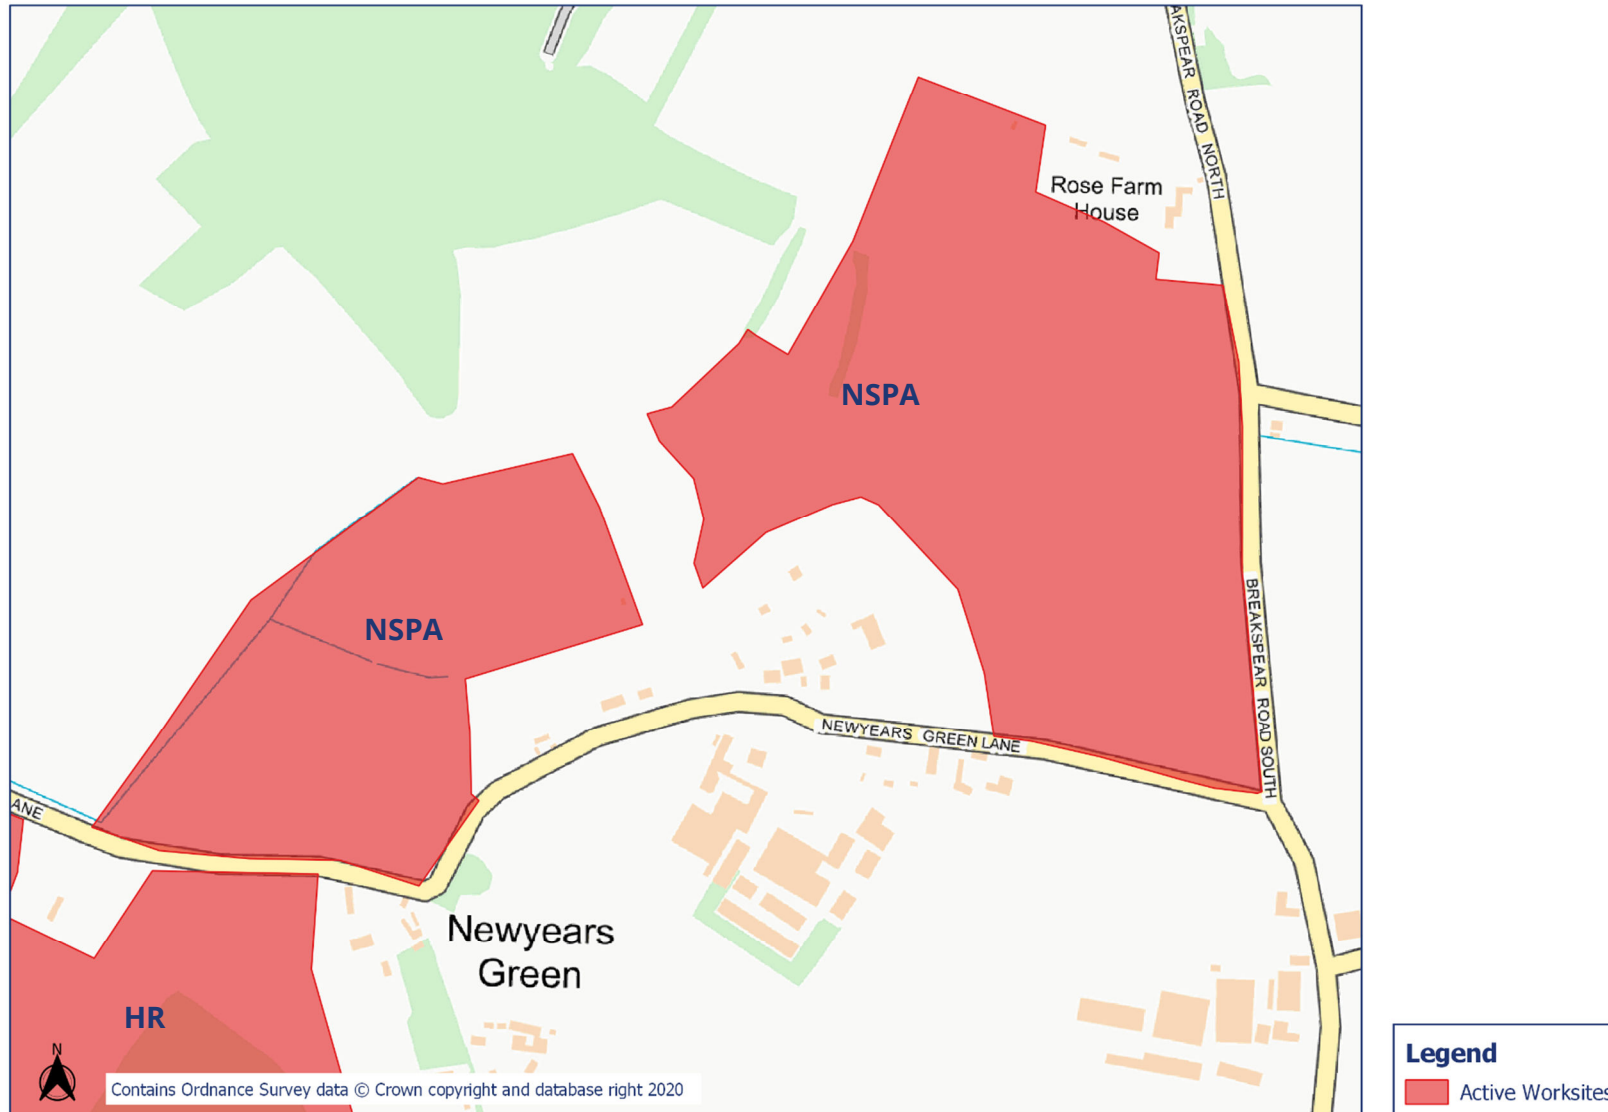 AKSPEAR ROAD NORTH
Rose Farm
House
NSPA
NSPA
BREAKSPEAR ROAD SOUTH
NEWYEARS GREEN LANE
ANE
Newyears
Green
HR
N
Contains Ordnance Survey data © Crown copyright and database right 2020
Legend
Active Worksites